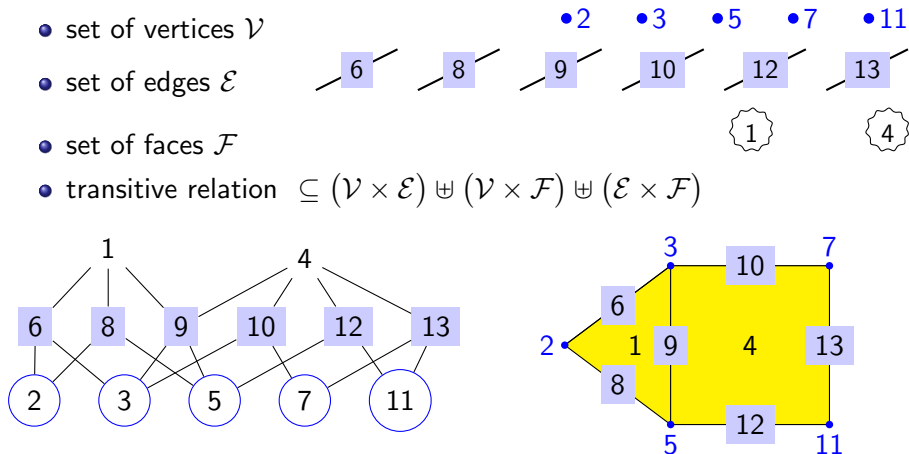 set of vertices 𝒱
2 3 5 7 11
set of edges ℰ
6 8 9 10 12 13
set of faces ℱ
1 4
transitive relation ⊆ (𝒱 × ℰ) ⊎ (𝒱 × ℱ) ⊎ (ℰ × ℱ)
1 4
6 8 9 10 12 13
2 3 5 7 11
3 7
10
6
2 1 9 4 13
8
12
5 11